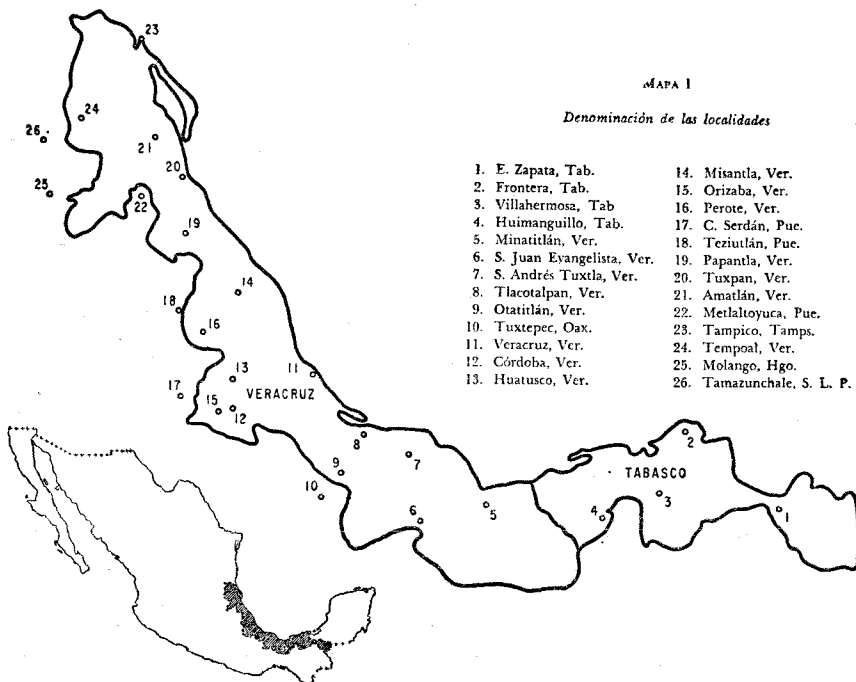 MAPA 1
Denominación de las localidades
1. E. Zapata, Tab.
2. Frontera, Tab.
3. Villahermosa, Tab
4. Huimanguillo, Tab.
5. Minatitlán, Ver.
6. S. Juan Evangelista, Ver.
7. S. Andrés Tuxtla, Ver.
8. Tlacotalpan, Ver.
9. Otatitlán, Ver.
10. Tuxtepec, Oax.
11. Veracruz, Ver.
12. Córdoba, Ver.
13. Huatusco, Ver.
14. Misantla, Ver.
15. Orizaba, Ver.
16. Perote, Ver.
17. C. Serdán, Pue.
18. Teziutlán, Pue.
19. Papantla, Ver.
20. Tuxpan, Ver.
21. Amatlán, Ver.
22. Metlaltoyuca, Pue.
23. Tampico, Tamps.
24. Tempoal, Ver.
25. Molango, Hgo.
26. Tamazunchale, S. L. P.
23
24
26
21
20
25
22
19
14
18
16
11
13
VERACRUZ
17
15
12
8
2
7
TABASCO
9
10
3
5
4
1
6